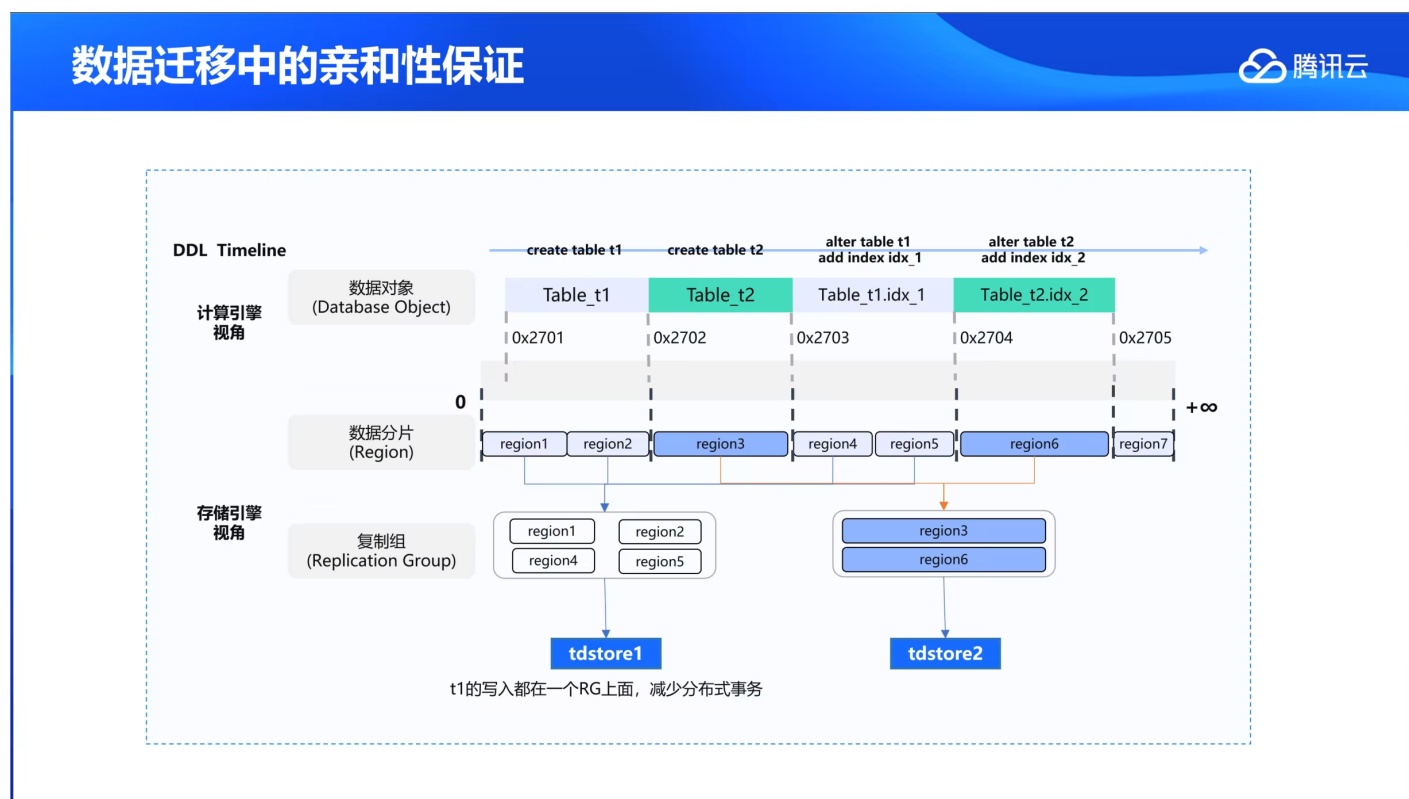 数据迁移中的亲和性保证
腾讯云
DDL Timeline
create table t1
create table t2
alter table t1
add index idx_1
alter table t2
add index idx_2
计算引擎
视角
数据对象
(Database Object)
Table_t1
Table_t2
Table_t1.idx_1
Table_t2.idx_2
0x2701
0x2702
0x2703
0x2704
0x2705
0
+∞
数据分片
(Region)
region1
region2
region3
region4
region5
region6
region7
存储引擎
视角
复制组
(Replication Group)
region1
region2
region4
region5
region3
region6
tdstore1
tdstore2
t1的写入都在一个RG上面，减少分布式事务